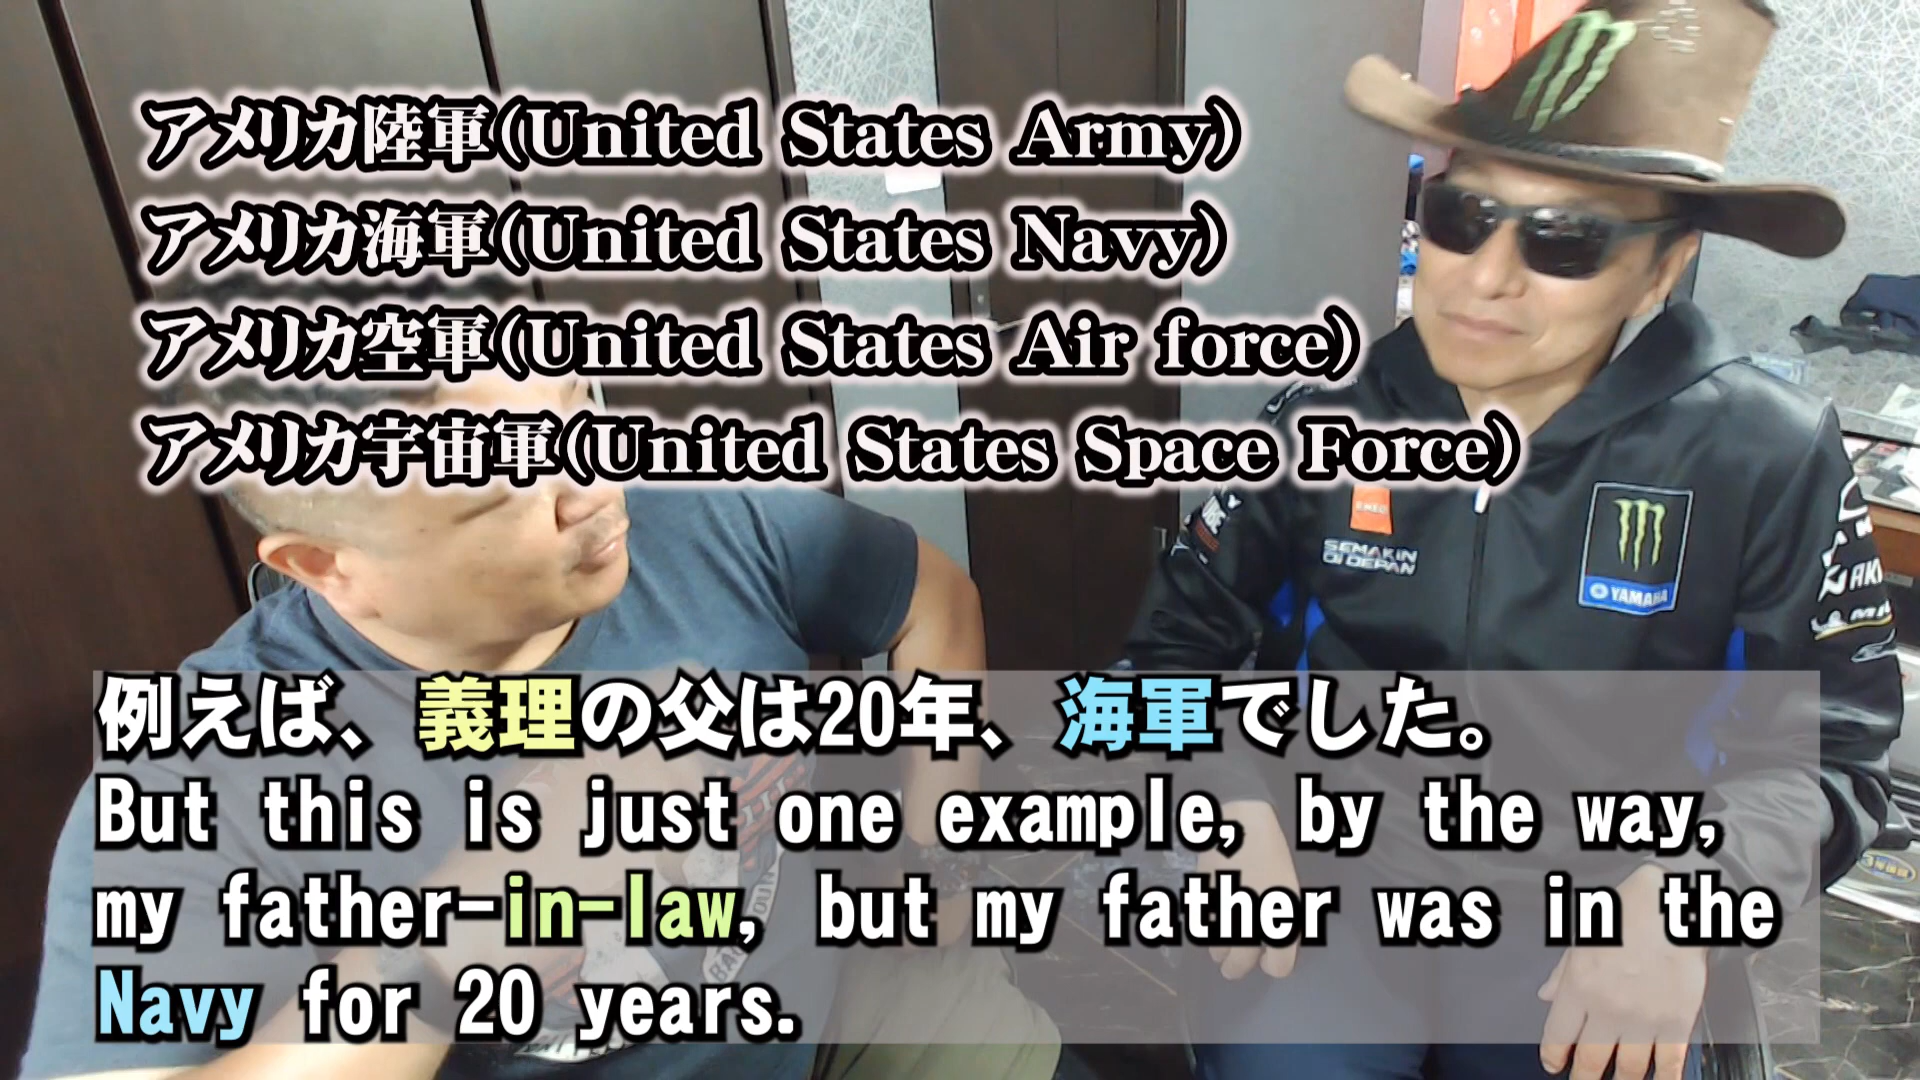 アメリカ陸軍(United States Army)
アメリカ海軍(United States Navy)
アメリカ空軍(United States Air force)
アメリカ宇宙軍(United States Space Force)
SEMAKIN
DI DEPAN
YAMAHA
例えば、義理の父は20年、海軍でした。
But this is just one example, by the way,
my father-in-law, but my father was in the
Navy for 20 years.